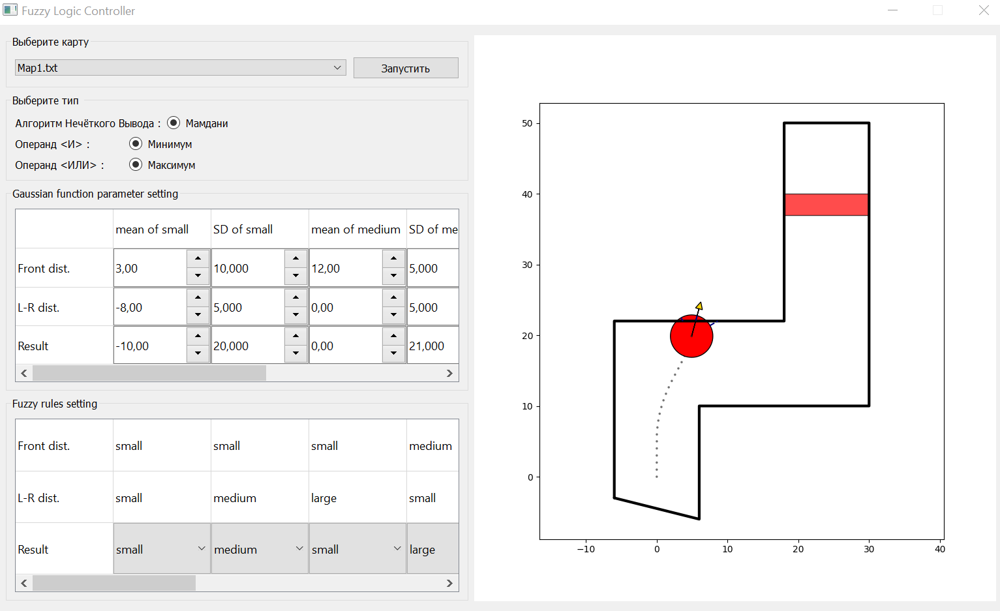 Fuzzy Logic Controller
Выберите карту
Map1.txt
Запустить
Выберите тип
Алгоритм Нечёткого Вывода : Мамдани
Операнд <И> : Минимум
Операнд <ИЛИ> : Максимум
Gaussian function parameter setting
mean of small SD of small mean of medium SD of me
Front dist. 3,00 10,000 12,00 5,000
L-R dist. -8,00 5,000 0,00 5,000
Result -10,00 20,000 0,00 21,000
Fuzzy rules setting
Front dist. small small small medium
L-R dist. small medium large small
Result small medium small large
50
40
30
20
10
0
−10 0 10 20 30 40